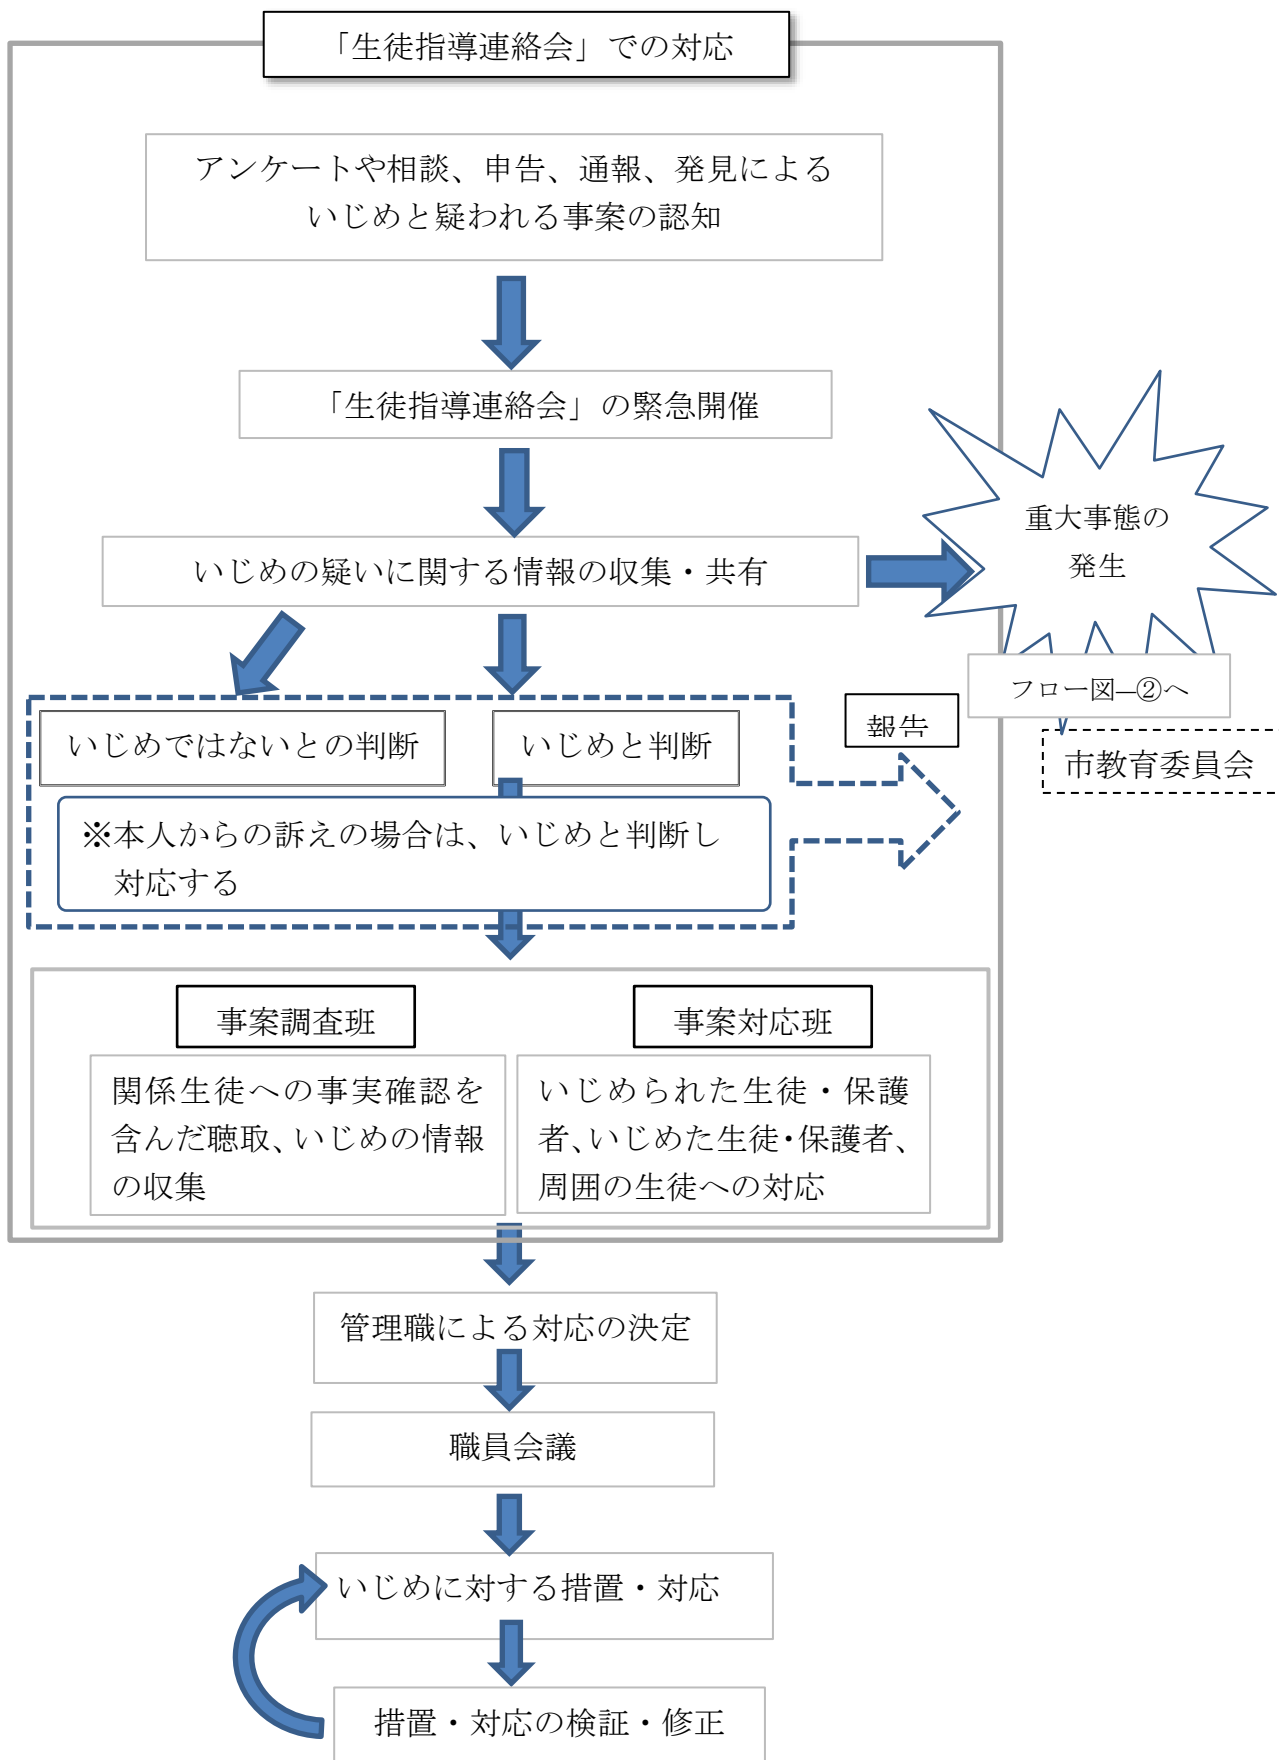 「生徒指導連絡会」での対応
アンケートや相談、申告、通報、発見による
いじめと疑われる事案の認知
「生徒指導連絡会」の緊急開催
いじめの疑いに関する情報の収集・共有
重大事態の
発生
フロー図―②へ
いじめではないとの判断
いじめと判断
報告
市教育委員会
※本人からの訴えの場合は、いじめと判断し
対応する
事案調査班
関係生徒への事実確認を
含んだ聴取、いじめの情報
の収集
事案対応班
いじめられた生徒・保護
者、いじめた生徒・保護者、
周囲の生徒への対応
管理職による対応の決定
職員会議
いじめに対する措置・対応
措置・対応の検証・修正